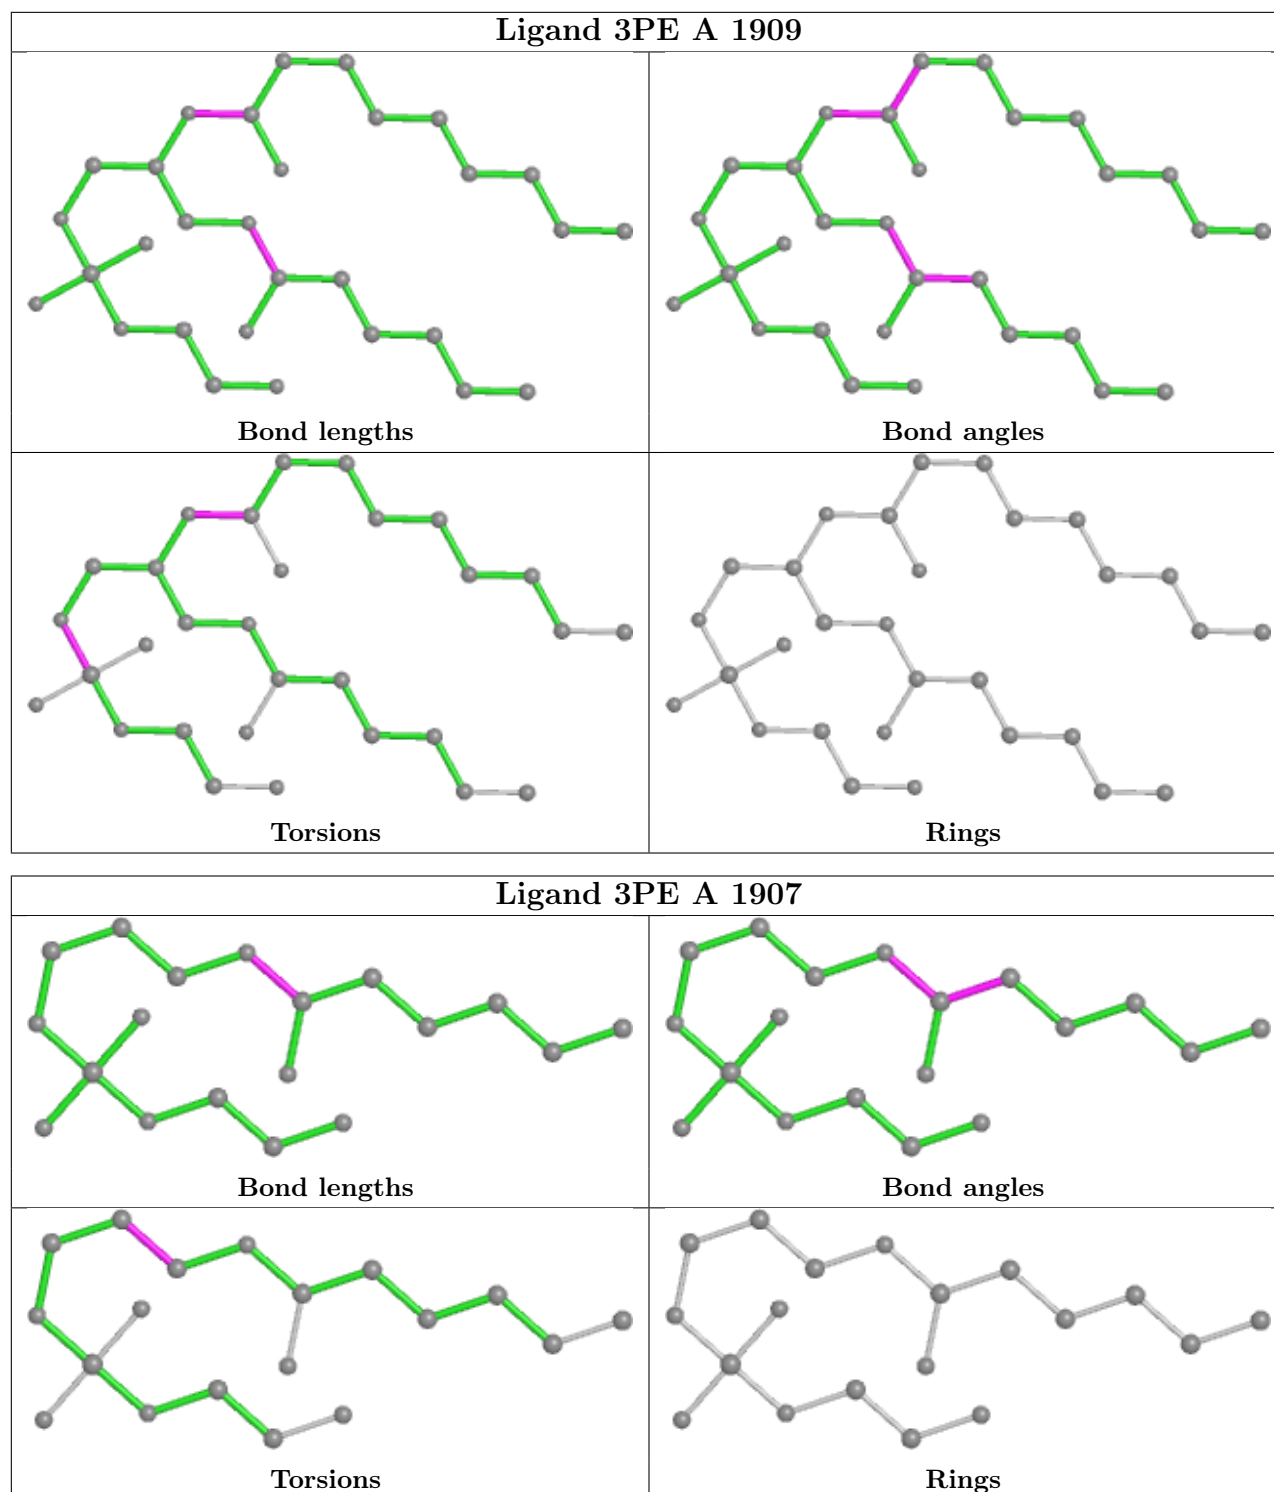 Ligand 3PE A 1909
Bond lengths
Bond angles
Torsions
Rings
Ligand 3PE A 1907
Bond lengths
Bond angles
Torsions
Rings